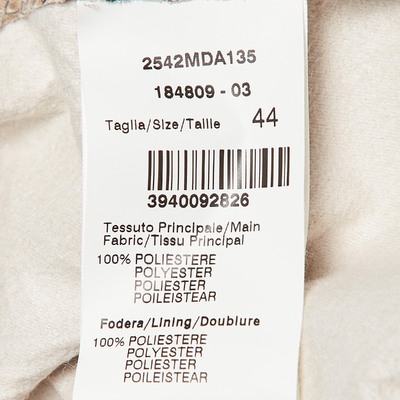 2542MDA135
184809 - 03
Taglia/Size/Taille 44
3940092826
Tessuto Principale/Main
Fabric/Tissu Principal
100% POLIESTERE
POLYESTER
POLIESTER
POILEISTEAR
Fodera/Lining/Doublure
100% POLIESTERE
POLYESTER
POLIESTER
POILEISTEAR